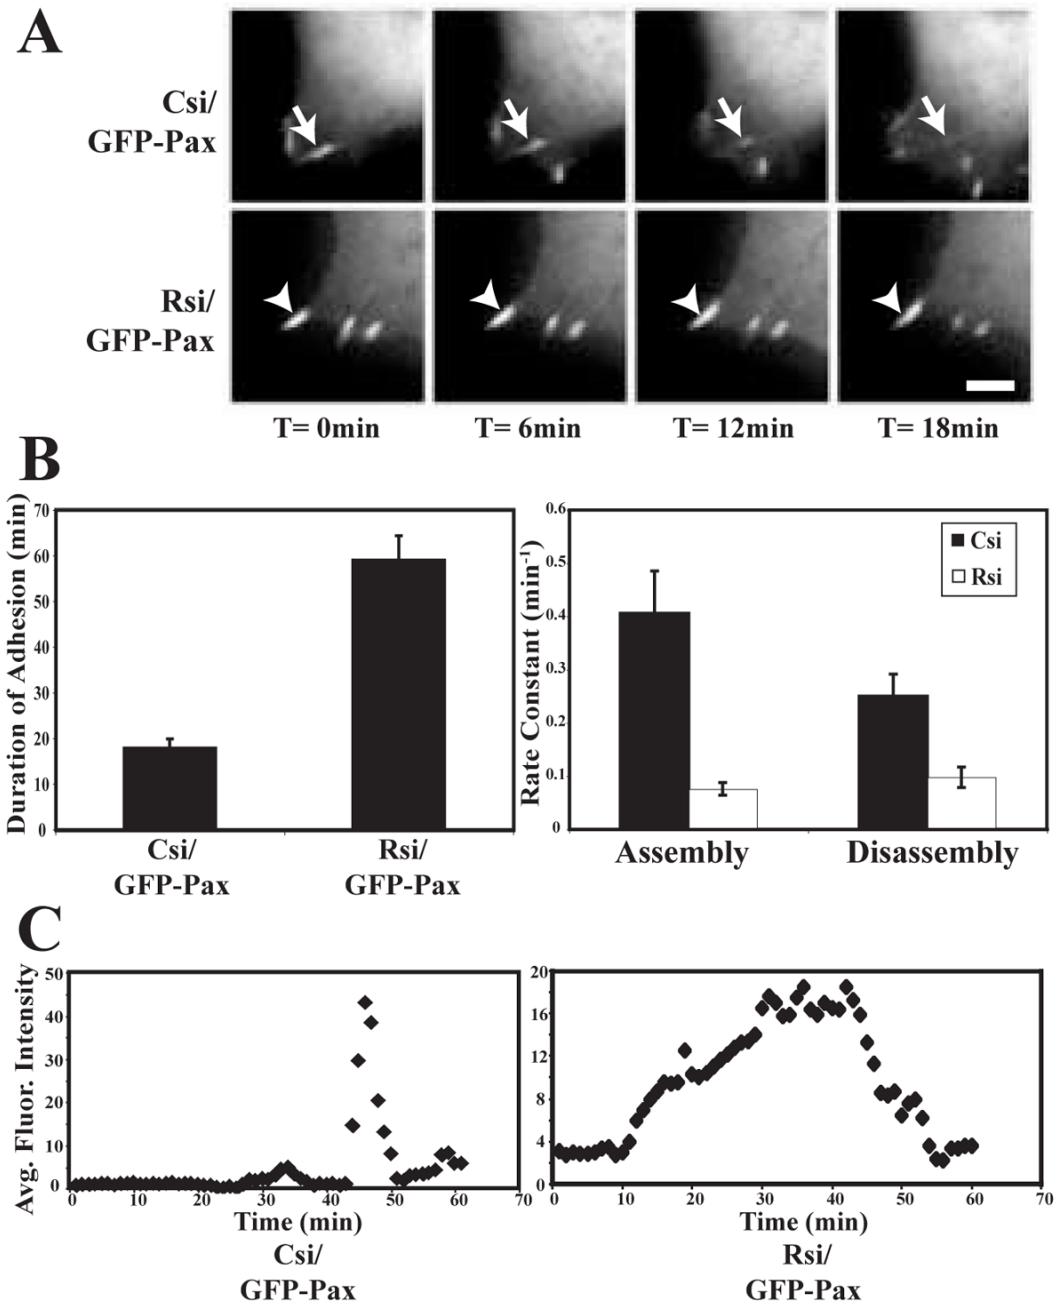 A
Csi/
GFP-Pax
Rsi/
GFP-Pax
T= 0min T= 6min T= 12min T= 18min
B
Duration of Adhesion (min)
70
60
50
40
30
20
10
0
Csi/
GFP-Pax
Rsi/
GFP-Pax
Rate Constant (min-1)
0.6
0.5
0.4
0.3
0.2
0.1
0
Csi
Rsi
Assembly Disassembly
C
Avg. Fluor. Intensity
50
40
30
20
10
0
0 10 20 30 40 50 60 70
Time (min)
Csi/
GFP-Pax
20
16
12
8
4
0
0 10 20 30 40 50 60 70
Time (min)
Rsi/
GFP-Pax